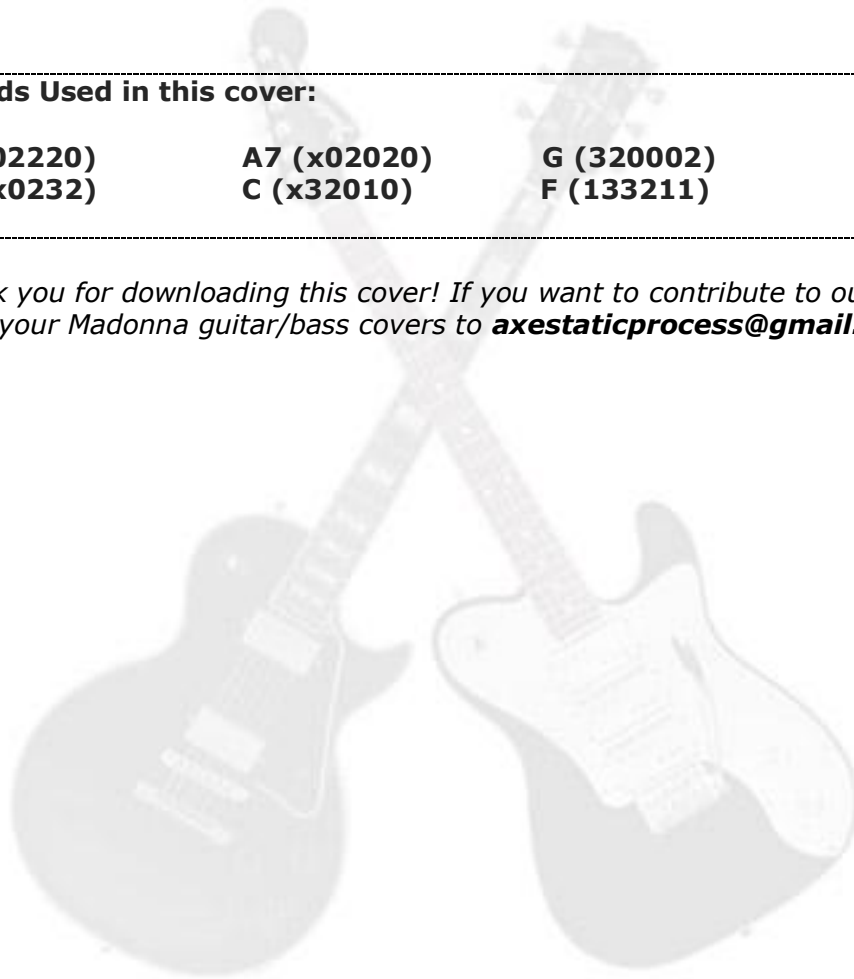 ds Used in this cover:
02220) A7 (x02020) G (320002)
x0232) C (x32010) F (133211)
k you for downloading this cover! If you want to contribute to ou
your Madonna guitar/bass covers to axestaticprocess@gmail.